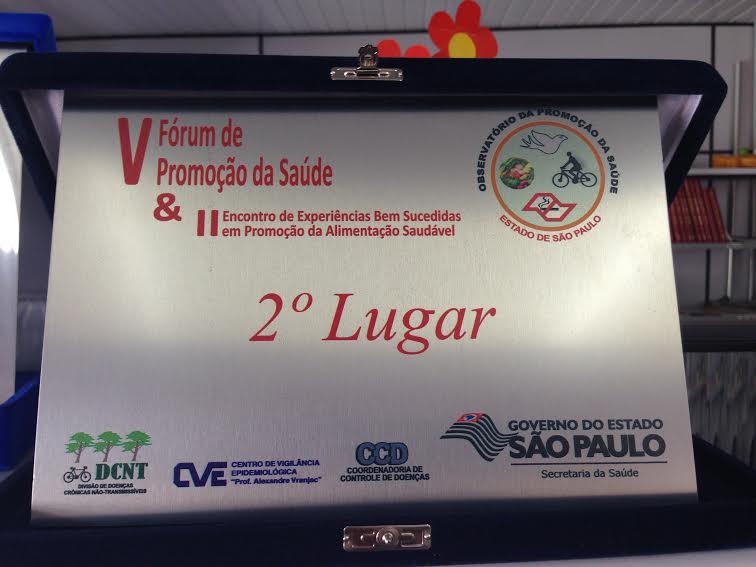 V Fórum de
Promoção da Saúde
& II Encontro de Experiências Bem Sucedidas
em Promoção da Alimentação Saudável
OBSERVATÓRIO DA PROMOÇÃO DA SAÚDE
ESTADO DE SÃO PAULO
2º Lugar
DCNT
DIVISÃO DE DOENÇAS
CRÔNICAS NÃO-TRANSMISSÍVEIS
CVE CENTRO DE VIGILÂNCIA
EPIDEMIOLÓGICA
"Prof. Alexandre Vranjac"
CCD
COORDENADORIA DE
CONTROLE DE DOENÇAS
GOVERNO DO ESTADO
SÃO PAULO
Secretaria da Saúde